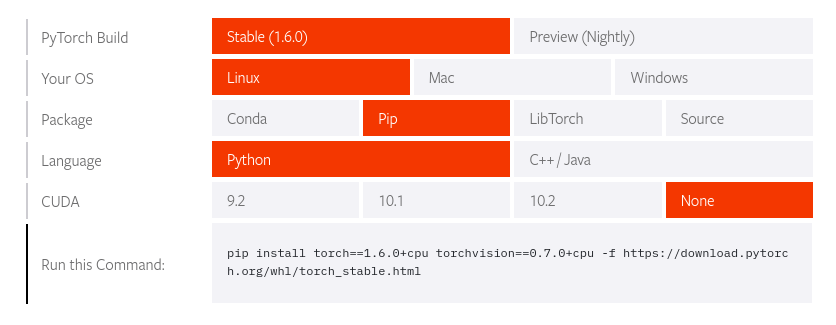 PyTorch Build Stable (1.6.0) Preview (Nightly)
Your OS Linux Mac Windows
Package Conda Pip LibTorch Source
Language Python C++ / Java
CUDA 9.2 10.1 10.2 None
Run this Command: pip install torch==1.6.0+cpu torchvision==0.7.0+cpu -f https://download.pytorc
h.org/whl/torch_stable.html